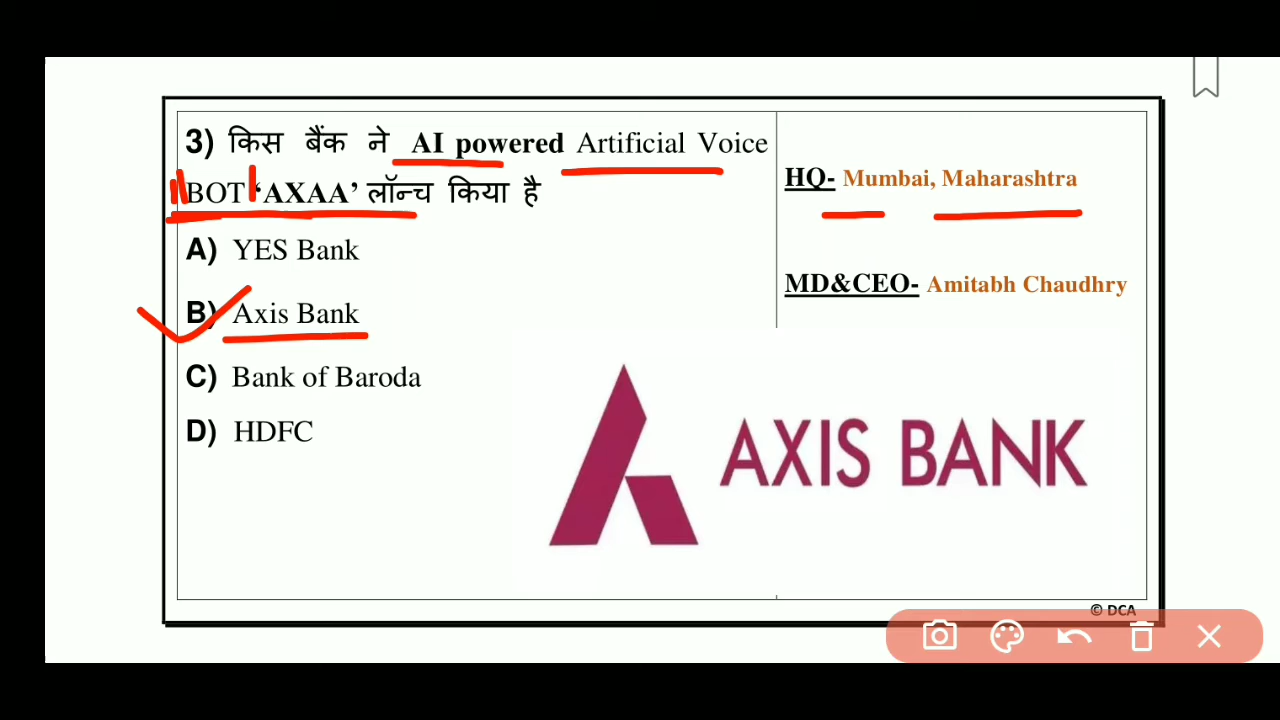 3) किस बैंक ने AI powered Artificial Voice
BOT ‘AXAA’ लॉन्च किया है
A) YES Bank
B) Axis Bank
C) Bank of Baroda
D) HDFC
HQ- Mumbai, Maharashtra
MD&CEO- Amitabh Chaudhry
AXIS BANK
© DCA